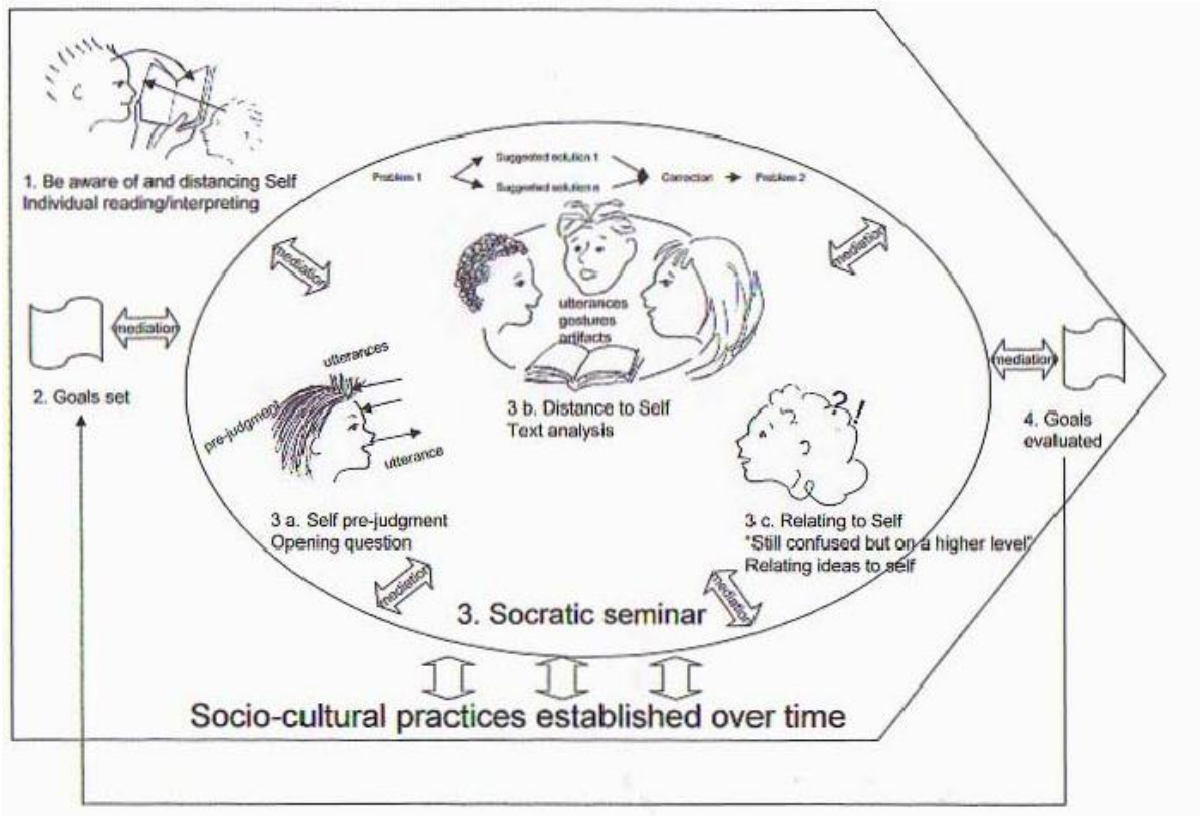 1. Be aware of and distancing Self
Individual reading/interpreting
Problem 1
Suggested solution 1
Suggested solution n
Correction
Problem 2
mediation
mediation
mediation
2. Goals set
utterances
gestures
artifacts
mediation
4. Goals
evaluated
utterances
pre-judgment
utterance
3 b. Distance to Self
Text analysis
?!
3 a. Self pre-judgment
Opening question
3 c. Relating to Self
"Still confused but on a higher level"
Relating ideas to self
mediation
mediation
3. Socratic seminar
Socio-cultural practices established over time